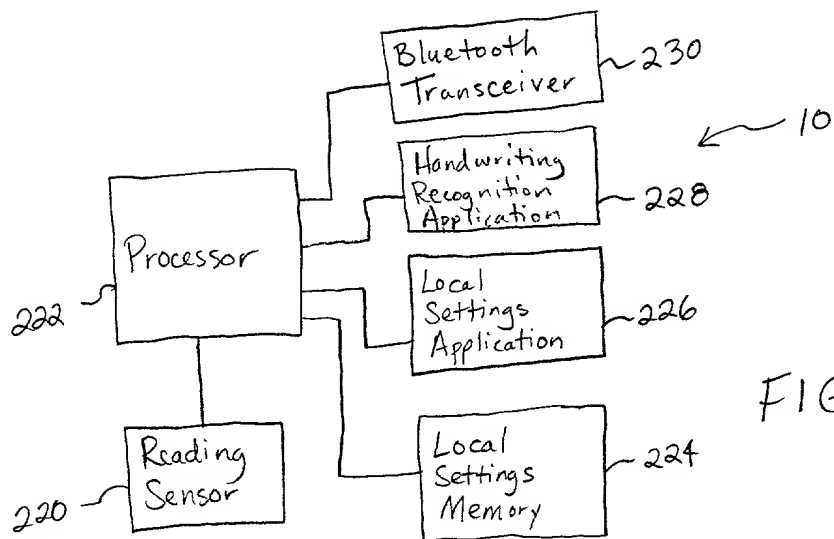 Bluetooth
Transceiver
230
10
Handwriting
Recognition
Application
228
Processor
222
Local
Settings
Application
226
FIG
Reading
Sensor
220
Local
Settings
Memory
224